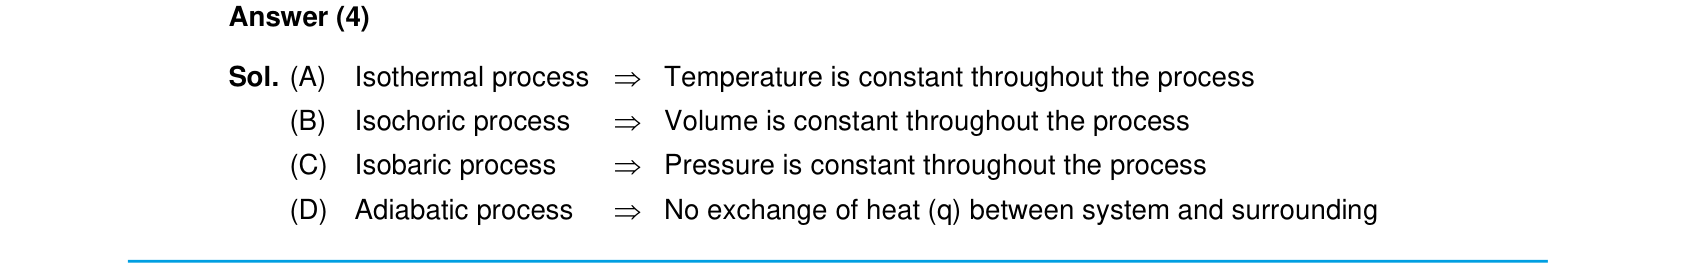 Answer (4)
Sol. (A) Isothermal process ⇒ Temperature is constant throughout the process
(B) Isochoric process ⇒ Volume is constant throughout the process
(C) Isobaric process ⇒ Pressure is constant throughout the process
(D) Adiabatic process ⇒ No exchange of heat (q) between system and surrounding